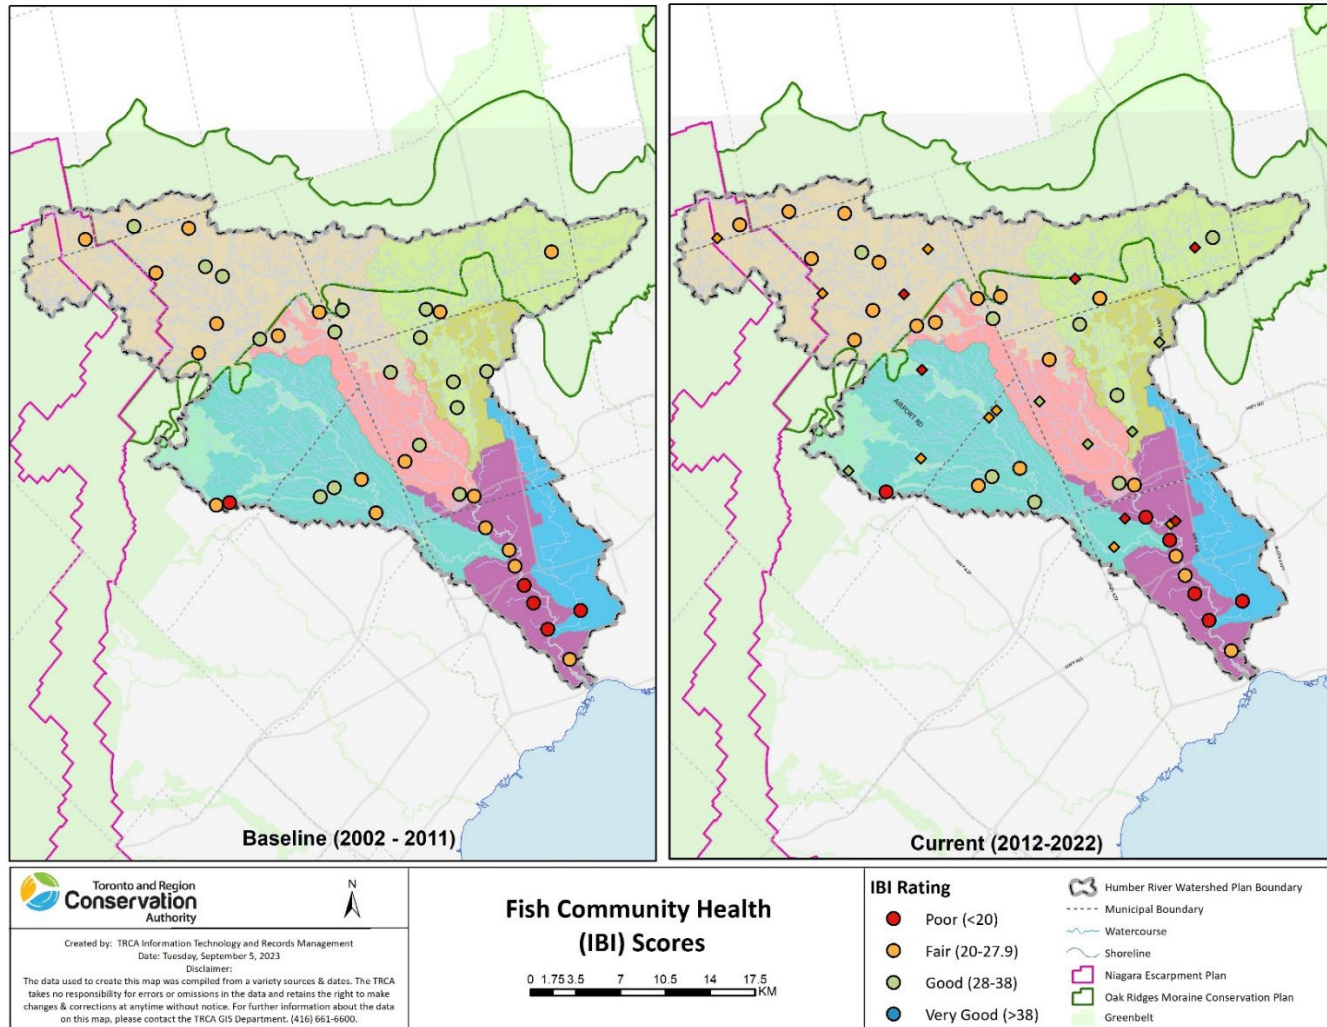 AIRPORT RD
Baseline (2002 - 2011)
Current (2012-2022)
Toronto and Region
Conservation
Authority
N
Created by: TRCA Information Technology and Records Management
Date: Tuesday, September 5, 2023
Disclaimer:
The data used to create this map was compiled from a variety sources & dates. The TRCA
takes no responsibility for errors or omissions in the data and retains the right to make
changes & corrections at anytime without notice. For further information about the data
on this map, please contact the TRCA GIS Department. (416) 661-6600.
Fish Community Health
(IBI) Scores
0 1.75 3.5 7 10.5 14 17.5
KM
IBI Rating
Poor (<20)
Fair (20-27.9)
Good (28-38)
Very Good (>38)
Humber River Watershed Plan Boundary
Municipal Boundary
Watercourse
Shoreline
Niagara Escarpment Plan
Oak Ridges Moraine Conservation Plan
Greenbelt